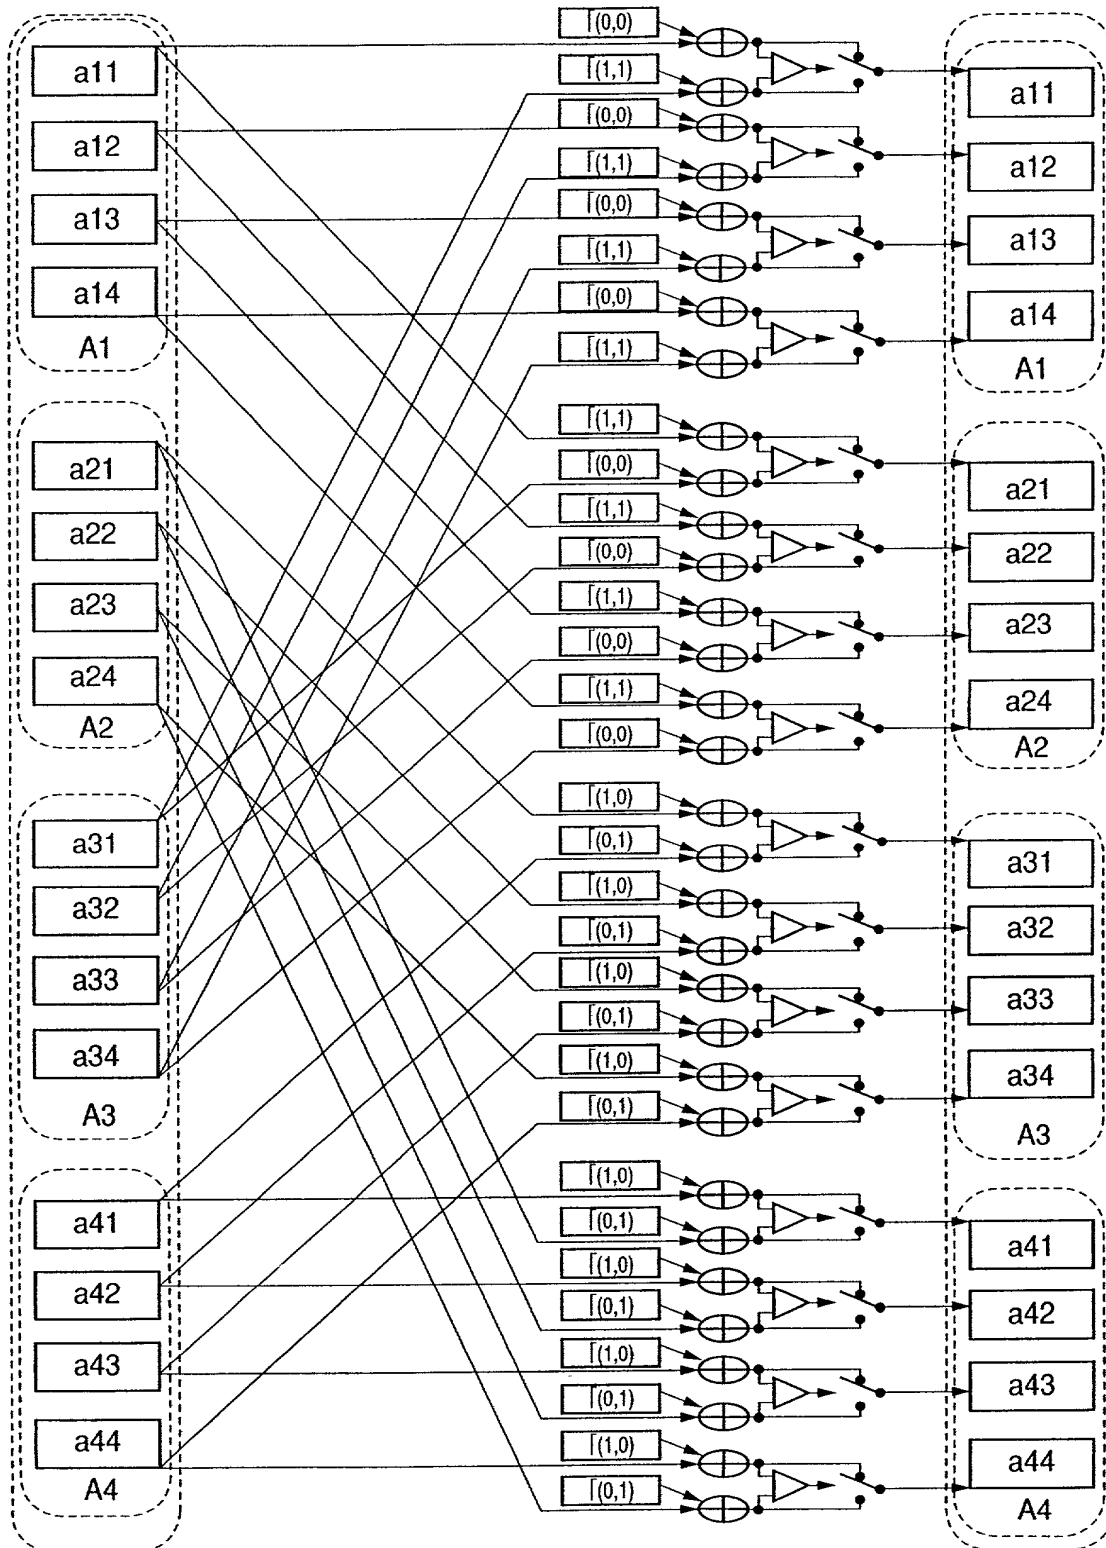 a11
a12
a13
a14
A1
a21
a22
a23
a24
A2
a31
a32
a33
a34
A3
a41
a42
a43
a44
A4
Γ(0,0)
Γ(1,1)
Γ(0,0)
Γ(1,1)
Γ(0,0)
Γ(1,1)
Γ(0,0)
Γ(1,1)
Γ(1,1)
Γ(0,0)
Γ(1,1)
Γ(0,0)
Γ(1,1)
Γ(0,0)
Γ(1,1)
Γ(0,0)
Γ(1,0)
Γ(0,1)
Γ(1,0)
Γ(0,1)
Γ(1,0)
Γ(0,1)
Γ(1,0)
Γ(0,1)
Γ(1,0)
Γ(0,1)
Γ(1,0)
Γ(0,1)
Γ(1,0)
Γ(0,1)
Γ(1,0)
Γ(0,1)
a11
a12
a13
a14
A1
a21
a22
a23
a24
A2
a31
a32
a33
a34
A3
a41
a42
a43
a44
A4